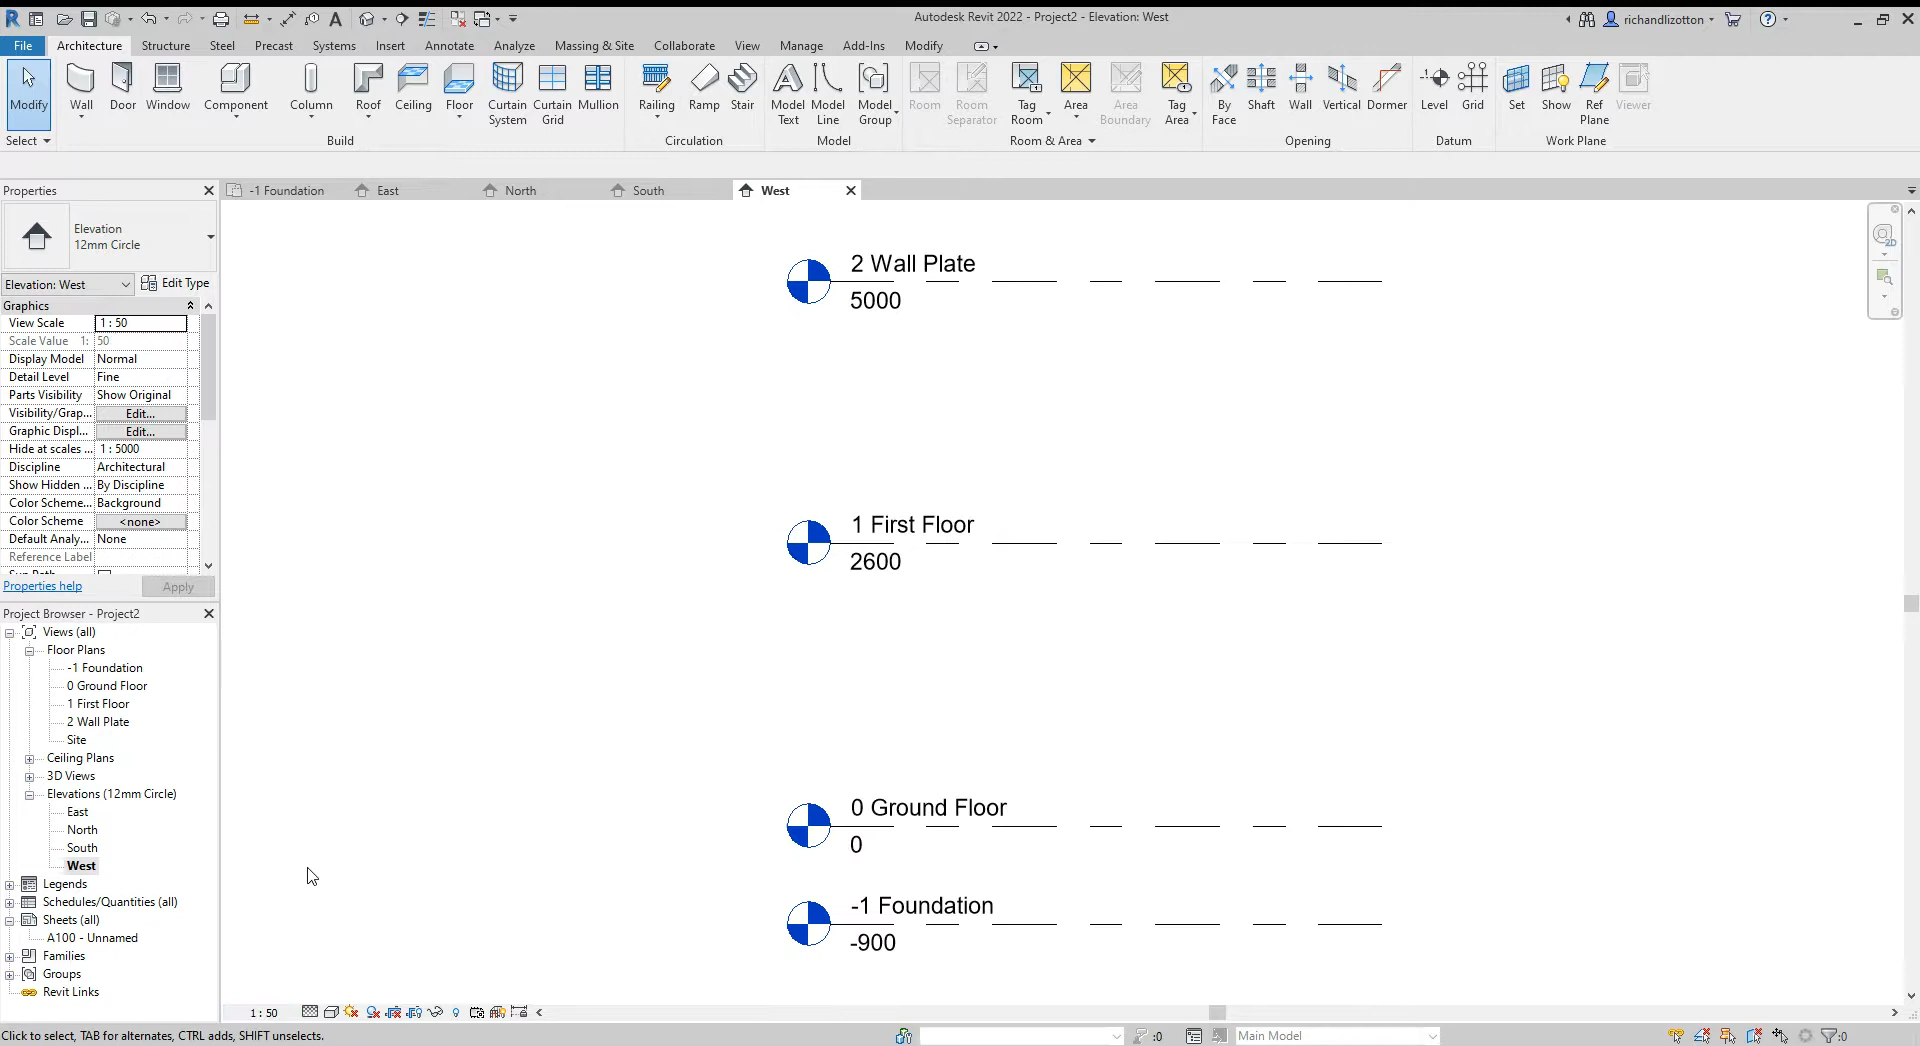 Autodesk Revit 2022 - Project2 - Elevation: West
richandlizotton
File Architecture Structure Steel Precast Systems Insert Annotate Analyze Massing & Site Collaborate View Manage Add-Ins Modify
Modify
Wall
Door
Window
Component
Column
Roof
Ceiling
Floor
Curtain System
Curtain Grid
Mullion
Railing
Ramp
Stair
Model Text
Model Line
Model Group
Room
Room Separator
Tag Room
Area
Area Boundary
Tag Area
By Face
Shaft
Wall
Vertical
Dormer
Level
Grid
Set
Show
Ref Plane
Viewer
Select Build Circulation Model Room & Area Opening Datum Work Plane
Properties
-1 Foundation East North South West
Elevation
12mm Circle
Elevation: West Edit Type
Graphics
View Scale 1 : 50
Scale Value 1: 50
Display Model Normal
Detail Level Fine
Parts Visibility Show Original
Visibility/Grap... Edit...
Graphic Displ... Edit...
Hide at scales ... 1 : 5000
Discipline Architectural
Show Hidden ... By Discipline
Color Scheme... Background
Color Scheme <none>
Default Analy... None
Reference Label
Properties help Apply
Project Browser - Project2
Views (all)
Floor Plans
-1 Foundation
0 Ground Floor
1 First Floor
2 Wall Plate
Site
Ceiling Plans
3D Views
Elevations (12mm Circle)
East
North
South
West
Legends
Schedules/Quantities (all)
Sheets (all)
A100 - Unnamed
Families
Groups
Revit Links
2 Wall Plate
5000
1 First Floor
2600
0 Ground Floor
0
-1 Foundation
-900
2D
1 : 50
Click to select, TAB for alternates, CTRL adds, SHIFT unselects.
:0
Main Model
:0